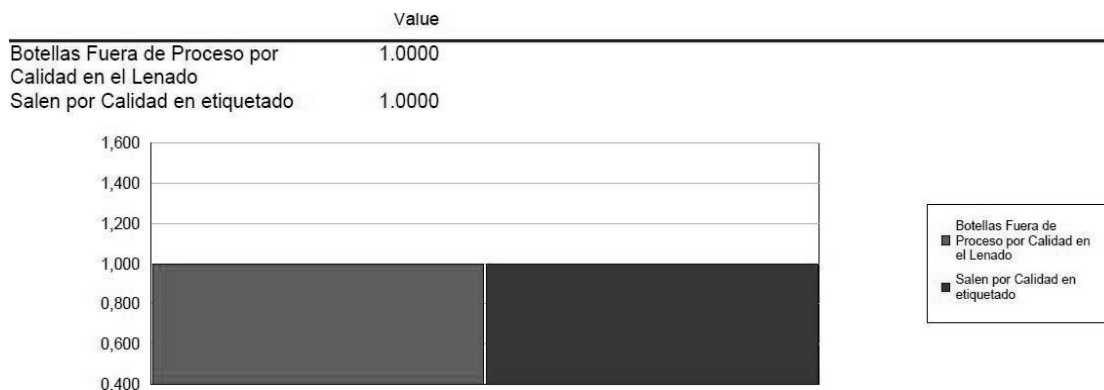 Value
Botellas Fuera de Proceso por 1.0000
Calidad en el Lenado
Salen por Calidad en etiquetado 1.0000
1,600
1,400
1,200
1,000
0,800
0,600
0.400
Botellas Fuera de
Proceso por Calidad en
el Lenado
Salen por Calidad en
etiquetado